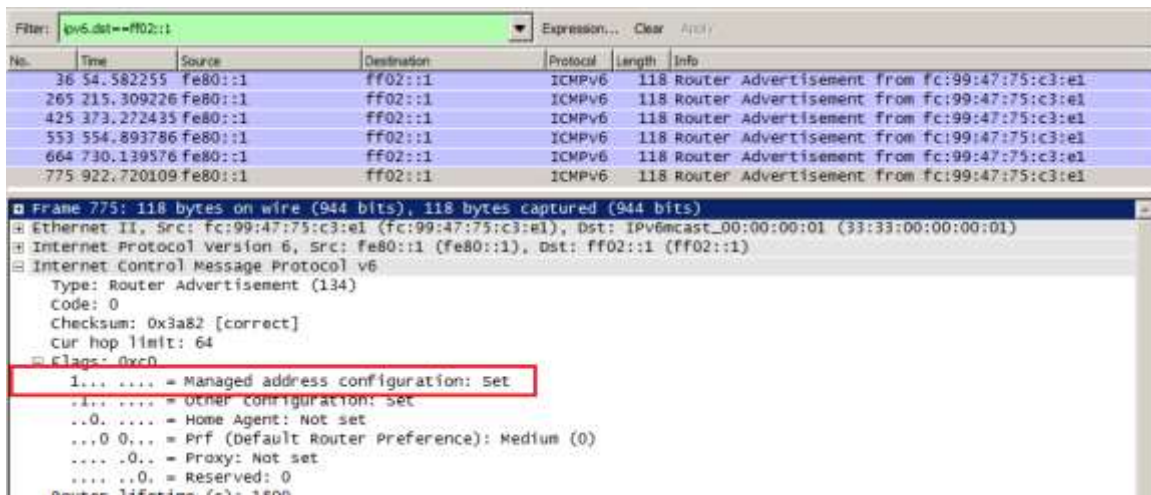 Filter: ipv6.dst==ff02::1 Expression... Clear Apply
No. Time Source Destination Protocol Length Info
36 54.582255 fe80::1 ff02::1 ICMPv6 118 Router Advertisement from fc:99:47:75:c3:e1
265 215.309226 fe80::1 ff02::1 ICMPv6 118 Router Advertisement from fc:99:47:75:c3:e1
425 373.272435 fe80::1 ff02::1 ICMPv6 118 Router Advertisement from fc:99:47:75:c3:e1
553 554.893786 fe80::1 ff02::1 ICMPv6 118 Router Advertisement from fc:99:47:75:c3:e1
664 730.139576 fe80::1 ff02::1 ICMPv6 118 Router Advertisement from fc:99:47:75:c3:e1
775 922.720109 fe80::1 ff02::1 ICMPv6 118 Router Advertisement from fc:99:47:75:c3:e1
Frame 775: 118 bytes on wire (944 bits), 118 bytes captured (944 bits)
Ethernet II, Src: fc:99:47:75:c3:e1 (fc:99:47:75:c3:e1), Dst: IPv6mcast_00:00:00:01 (33:33:00:00:00:01)
Internet Protocol Version 6, Src: fe80::1 (fe80::1), Dst: ff02::1 (ff02::1)
Internet Control Message Protocol v6
Type: Router Advertisement (134)
Code: 0
Checksum: 0x3a82 [correct]
Cur hop limit: 64
Flags: 0xc0
1... .... = Managed address configuration: Set
.1.. .... = Other configuration: Set
..0. .... = Home Agent: Not set
...0 0... = Prf (Default Router Preference): Medium (0)
.... .0.. = Proxy: Not set
.... ..0. = Reserved: 0
Router lifetime (s): 1800